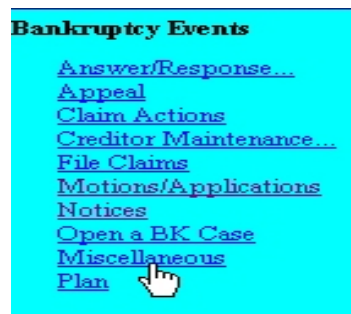 Bankruptcy Events
Answer/Response...
Appeal
Claim Actions
Creditor Maintenance...
File Claims
Motions/Applications
Notices
Open a BK Case
Miscellaneous
Plan